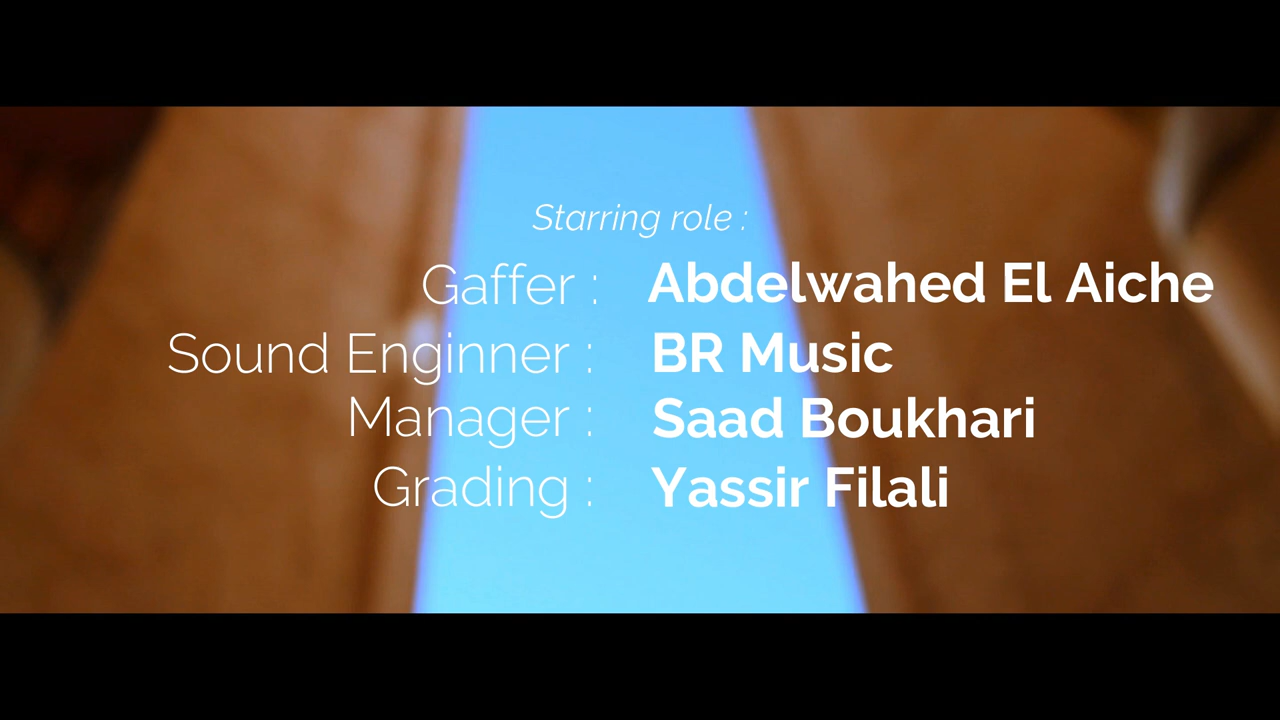 Starring role :
Gaffer : Abdelwahed El Aiche
Sound Enginner : BR Music
Manager : Saad Boukhari
Grading : Yassir Filali